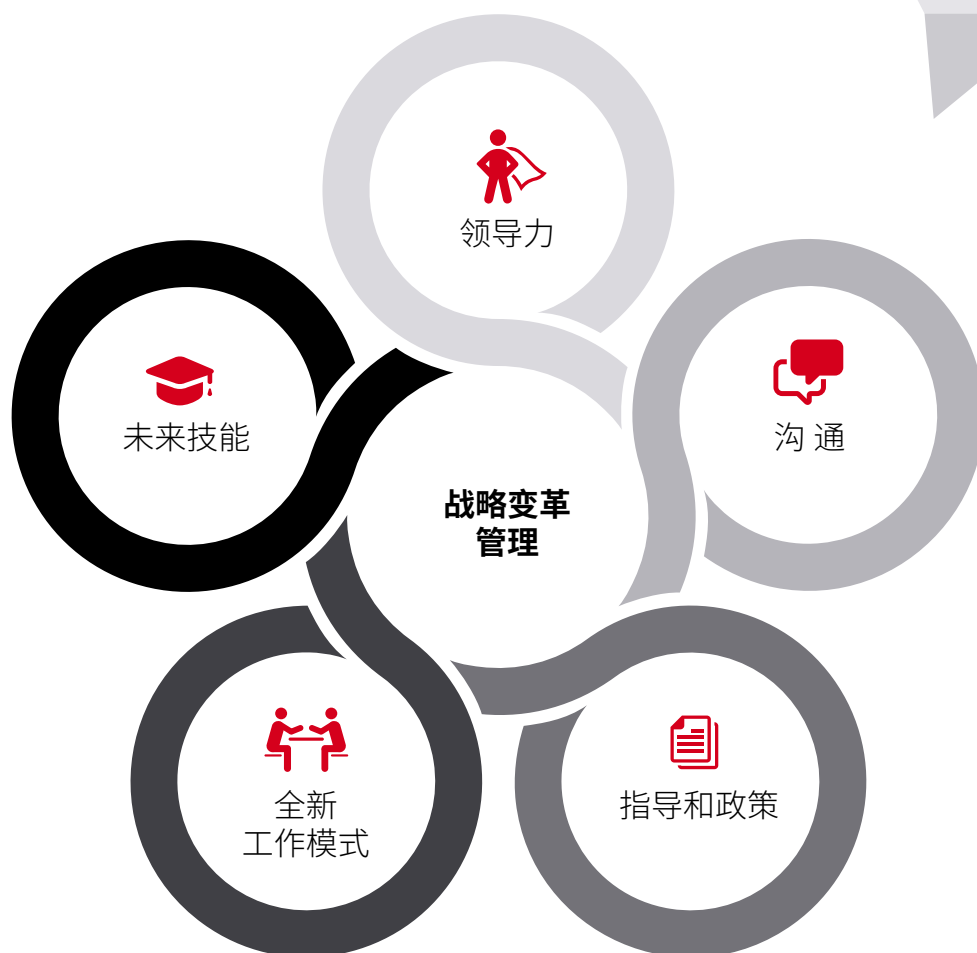 领导力
未来技能
沟 通
战略变革
管理
全新
工作模式
指导和政策